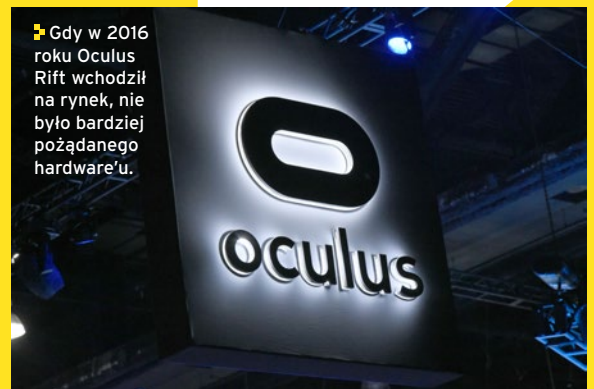 Gdy w 2016
roku Oculus
Rift wchodził
na rynek, nie
było bardziej
pożądanego
hardware'u.
oculus